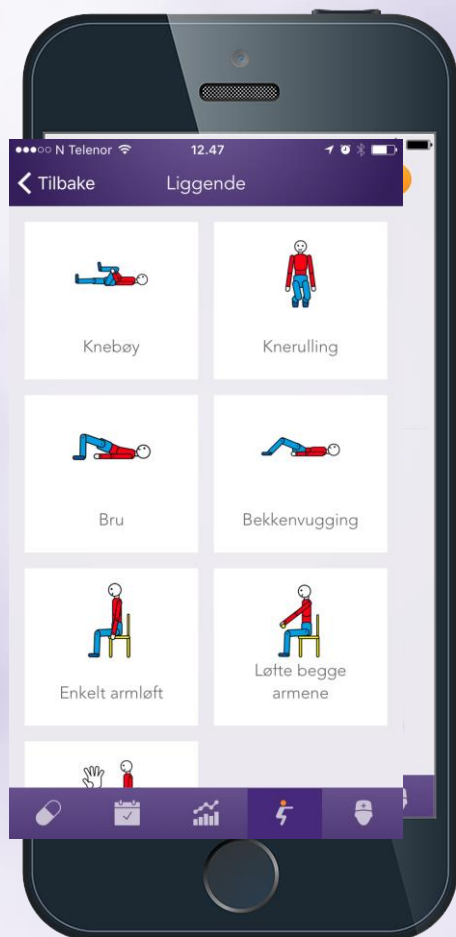 N Telenor 12.47
Tilbake Liggende
Knebøy Knerulling
Bru Bekkenvugging
Enkelt armløft
Løfte begge
armene